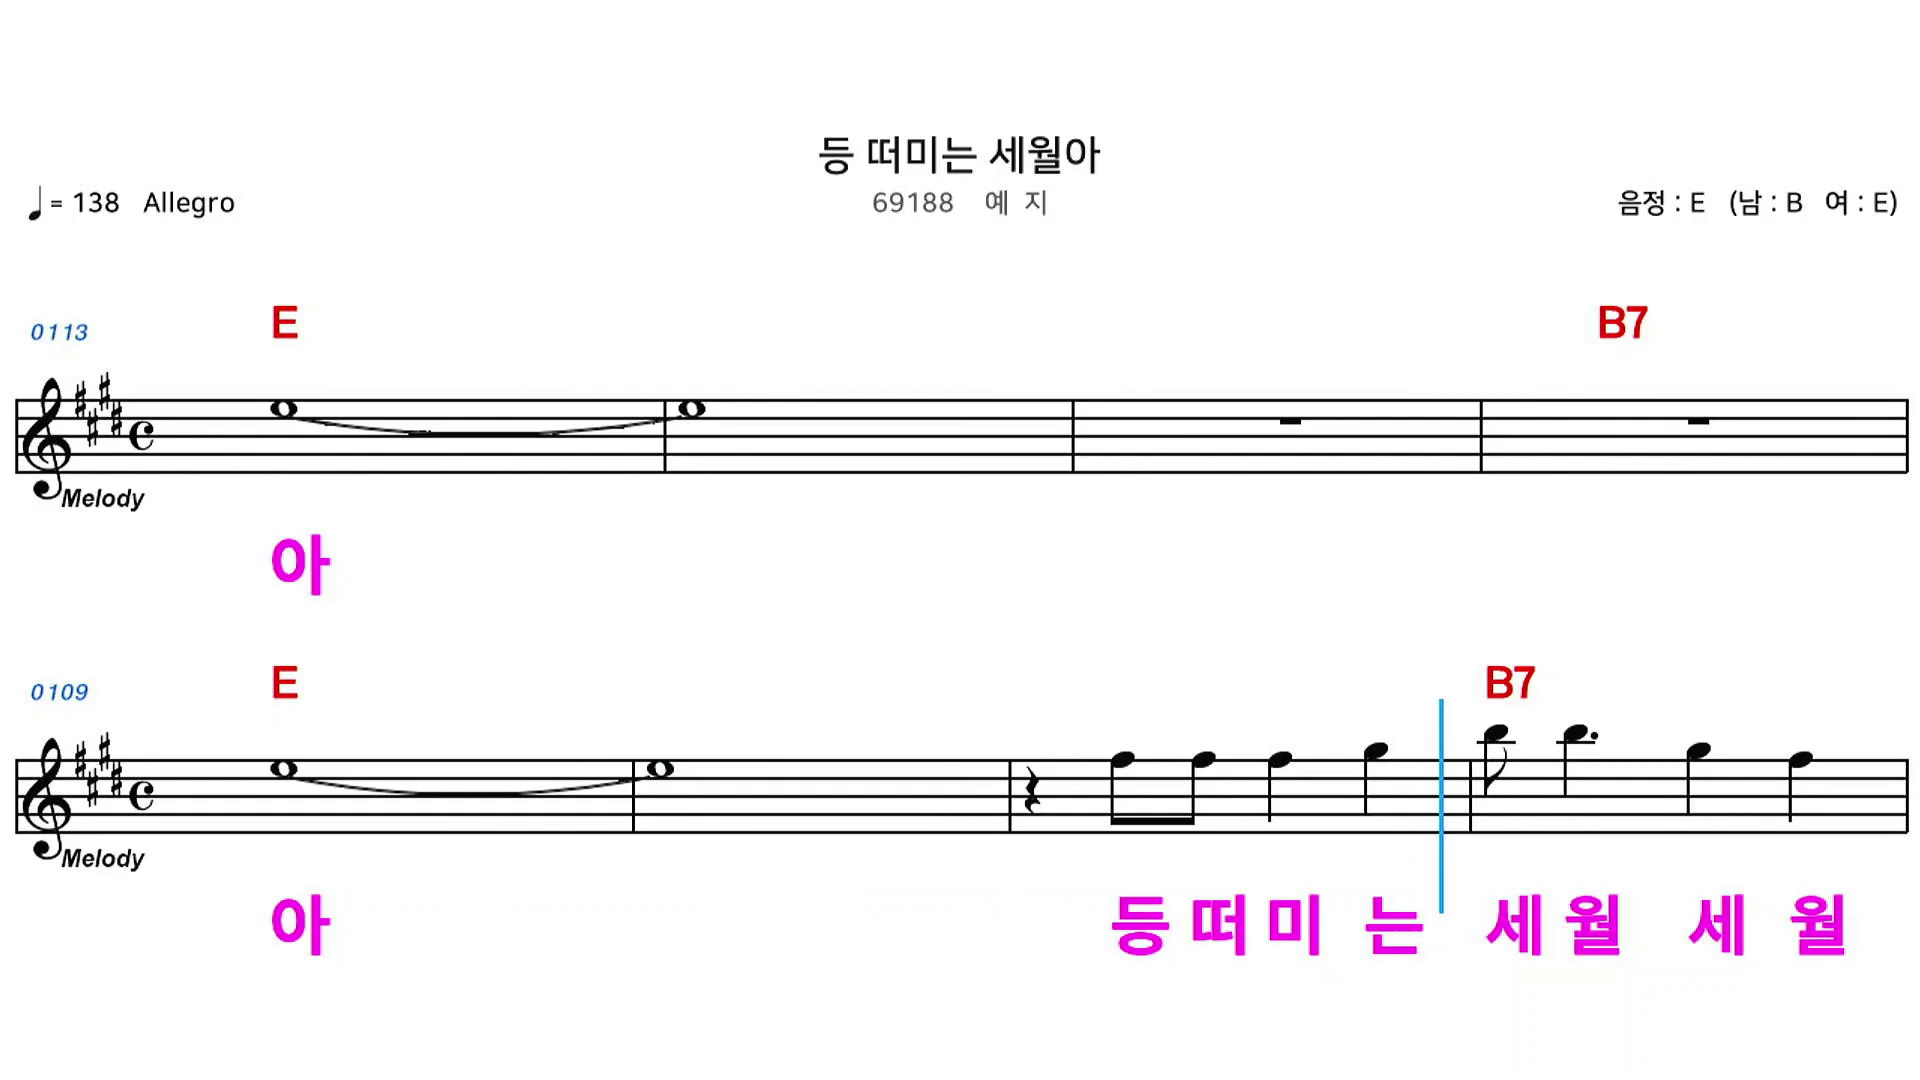 등 떠미는 세월아
♩= 138 Allegro
69188 예 지
음정 : E (남 : B 여 : E)
0113 E B7
Melody
아
0109 E B7
Melody
아 등 떠 미 는 세 월 세 월